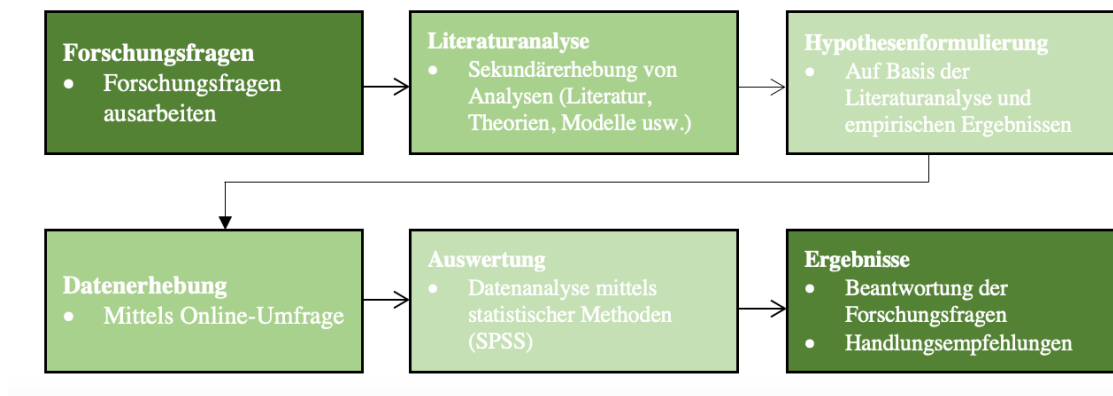 Forschungsfragen
• Forschungsfragen
ausarbeiten
Literaturanalyse
• Sekundärerhebung von
Analysen (Literatur,
Theorien, Modelle usw.)
Hypothesenformulierung
• Auf Basis der
Literaturanalyse und
empirischen Ergebnissen
Datenerhebung
• Mittels Online-Umfrage
Auswertung
• Datenanalyse mittels
statistischer Methoden
(SPSS)
Ergebnisse
• Beantwortung der
Forschungsfragen
• Handlungsempfehlungen